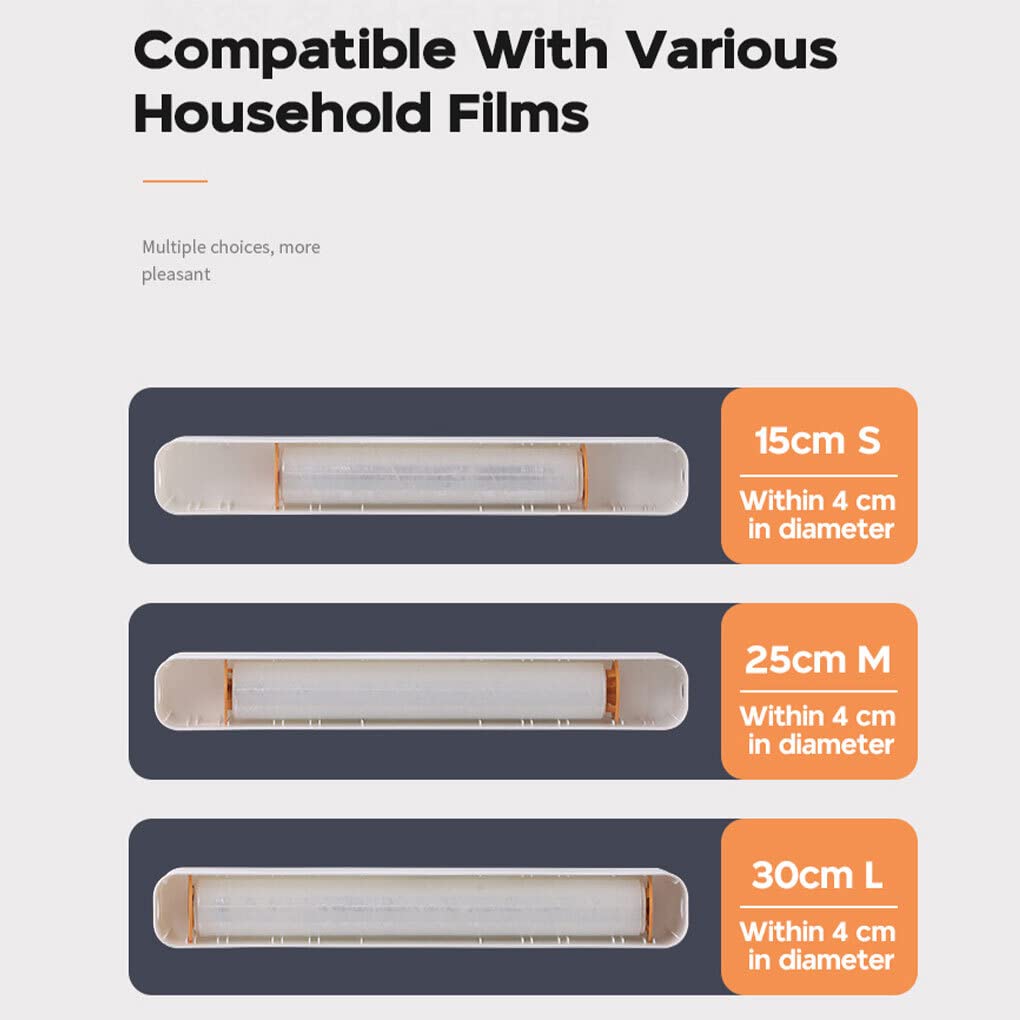 Compatible With Various
Household Films
Multiple choices, more
pleasant
15cm S
Within 4 cm
in diameter
25cm M
Within 4 cm
in diameter
30cm L
Within 4 cm
in diameter